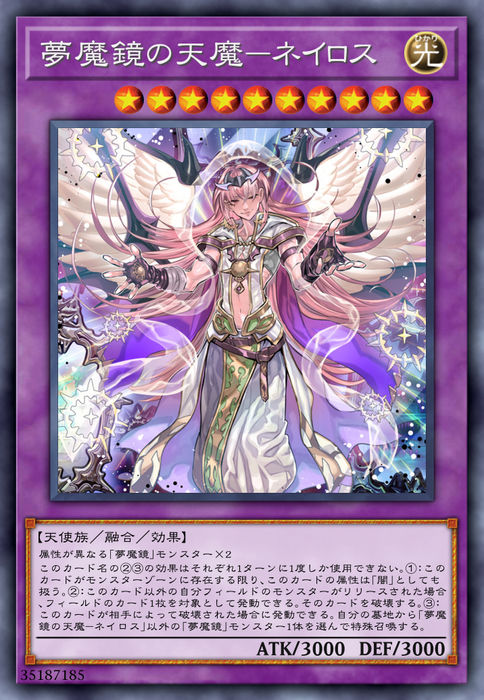 夢魔鏡の天魔－ネイロス
ひかり
光
【天使族／融合／効果】
属性が異なる「夢魔鏡」モンスター×2
このカード名の②③の効果はそれぞれ1ターンに1度しか使用できない。①：こ
のカードがモンスターゾーンに存在する限り、このカードの属性は「闇」としても
扱う。②：このカード以外の自分フィールドのモンスターがリリースされた場合
、フィールドのカード1枚を対象として発動できる。そのカードを破壊する。③：
このカードが相手によって破壊された場合に発動できる。自分の墓地から「夢魔
鏡の天魔－ネイロス」以外の「夢魔鏡」モンスター1体を選んで特殊召喚する。
ATK/3000 DEF/3000
35187185